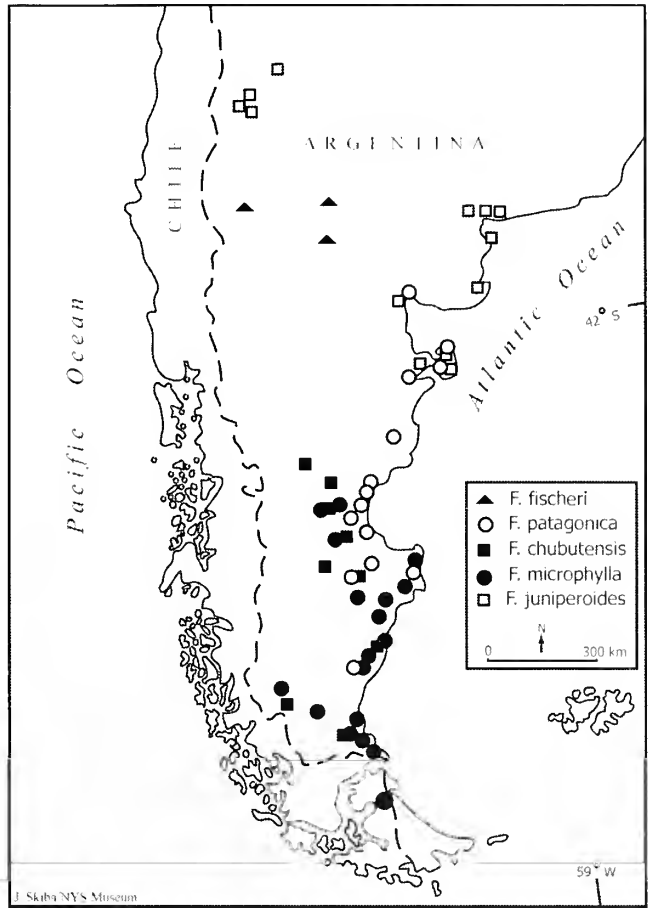 ARGENTINA
CHILE
Pacific Ocean
Atlantic Ocean
42° S
F. fischeri
F. patagonica
F. chubutensis
F. microphylla
F. juniperoides
N
0 300 km
59° W
J. Skiba NYS Museum